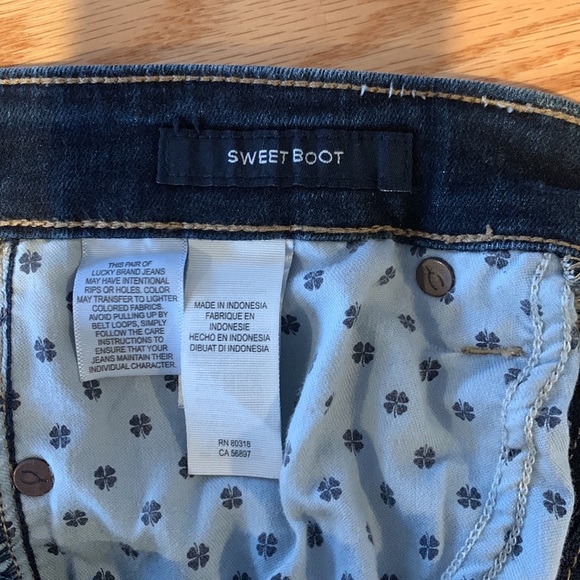 SWEET BOOT
THIS PAIR OF
LUCKY BRAND JEANS
MAY HAVE INTENTIONAL
RIPS OR HOLES. COLOR
MAY TRANSFER TO LIGHTER
COLORED FABRICS.
AVOID PULLING UP BY
BELT LOOPS, SIMPLY
FOLLOW THE CARE
INSTRUCTIONS TO
ENSURE THAT YOUR
JEANS MAINTAIN THEIR
INDIVIDUAL CHARACTER.
MADE IN INDONESIA
FABRIQUE EN
INDONESIE
HECHO EN INDONESIA
DIBUAT DI INDONESIA
RN 80318
CA 56897